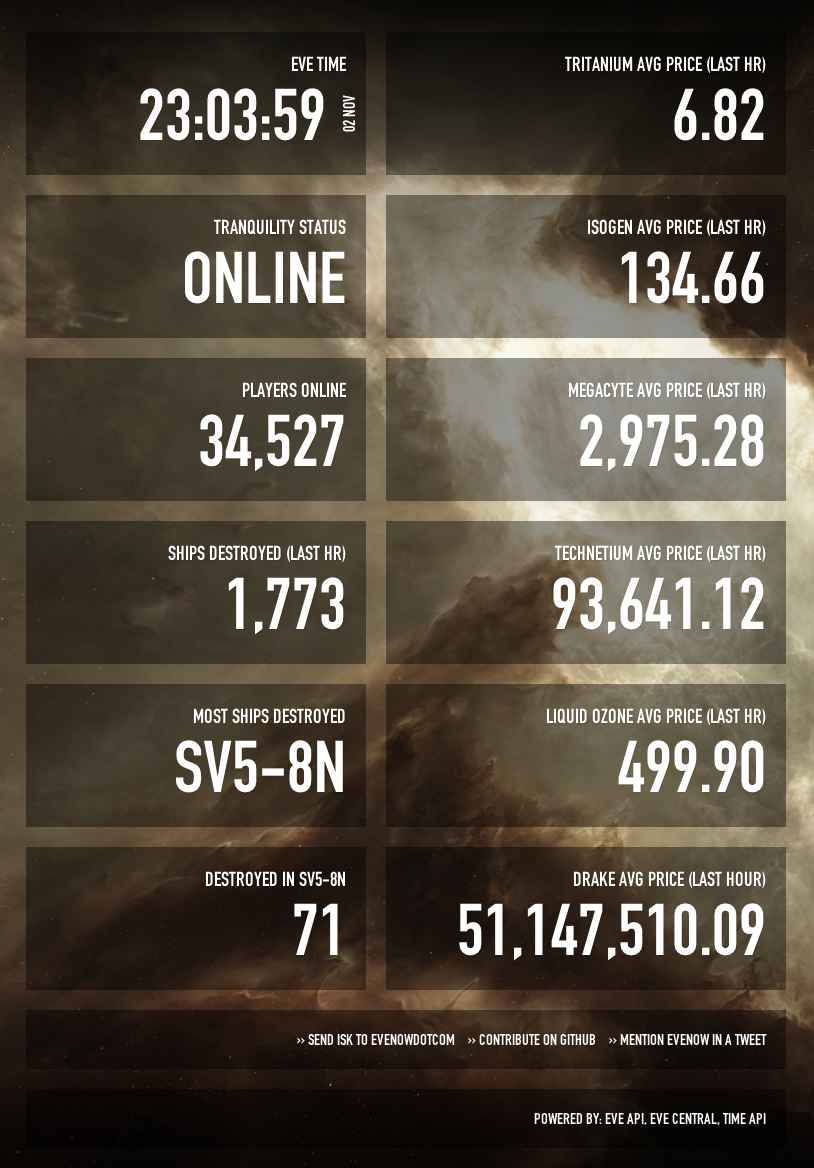 EVE TIME
23:03:59 02 NOV
TRANQUILITY STATUS
ONLINE
PLAYERS ONLINE
34,527
SHIPS DESTROYED (LAST HR)
1,773
MOST SHIPS DESTROYED
SV5-8N
DESTROYED IN SV5-8N
71
TRITANIUM AVG PRICE (LAST HR)
6.82
ISOGEN AVG PRICE (LAST HR)
134.66
MEGACYTE AVG PRICE (LAST HR)
2,975.28
TECHNETIUM AVG PRICE (LAST HR)
93,641.12
LIQUID OZONE AVG PRICE (LAST HR)
499.90
DRAKE AVG PRICE (LAST HOUR)
51,147,510.09
›› SEND ISK TO EVENOWDOTCOM ›› CONTRIBUTE ON GITHUB ›› MENTION EVENOW IN A TWEET
POWERED BY: EVE API, EVE CENTRAL, TIME API